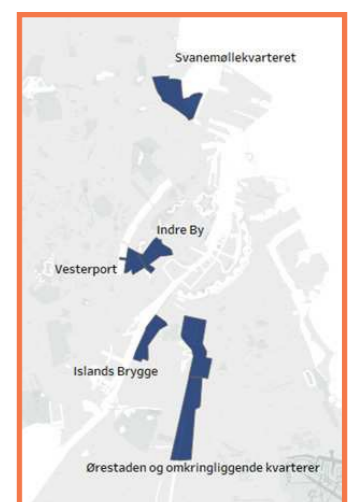 Svanemøllekvarteret
Indre By
Vesterport
Islands Brygge
Ørestaden og omkringliggende kvarterer